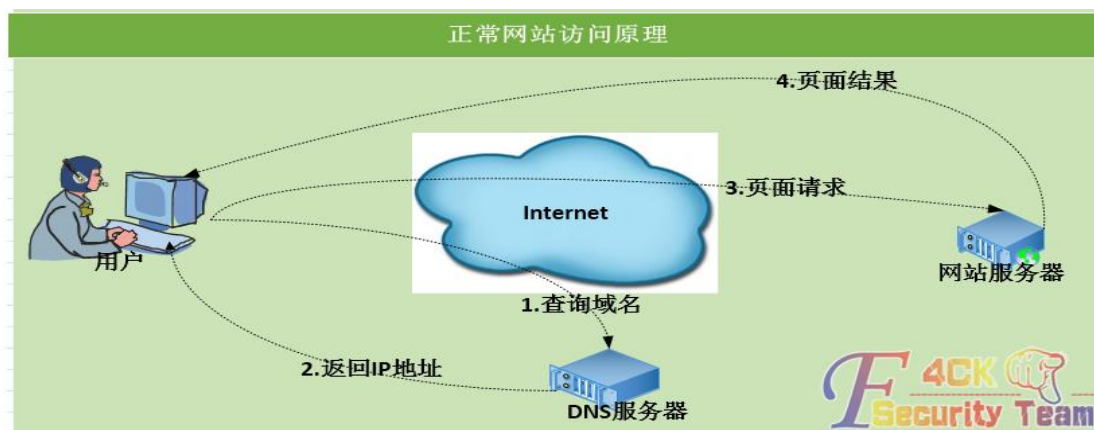 正常网站访问原理
4.页面结果
3.页面请求
Internet
用户
网站服务器
1.查询域名
2.返回IP地址
DNS服务器
F4CK
Security Team